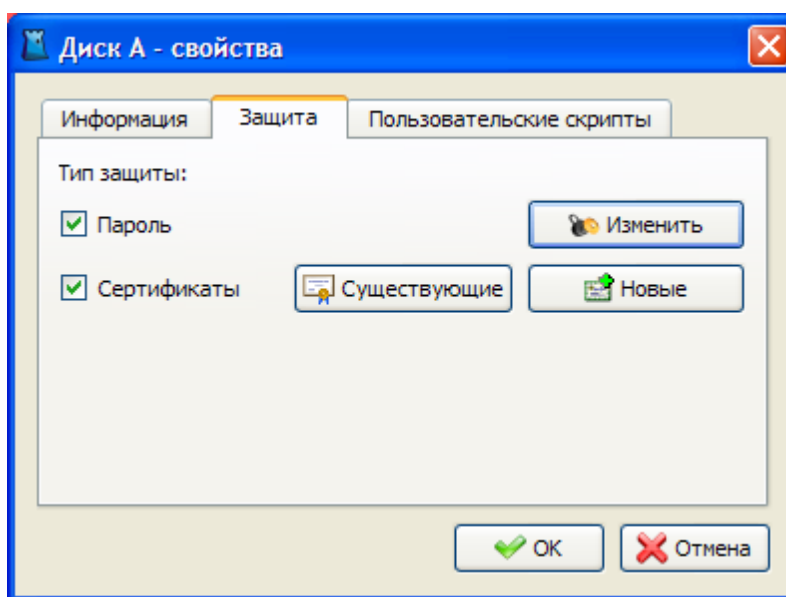 Диск A - свойства
Информация Защита Пользовательские скрипты
Тип защиты:
Пароль Изменить
Сертификаты Существующие Новые
OK Отмена